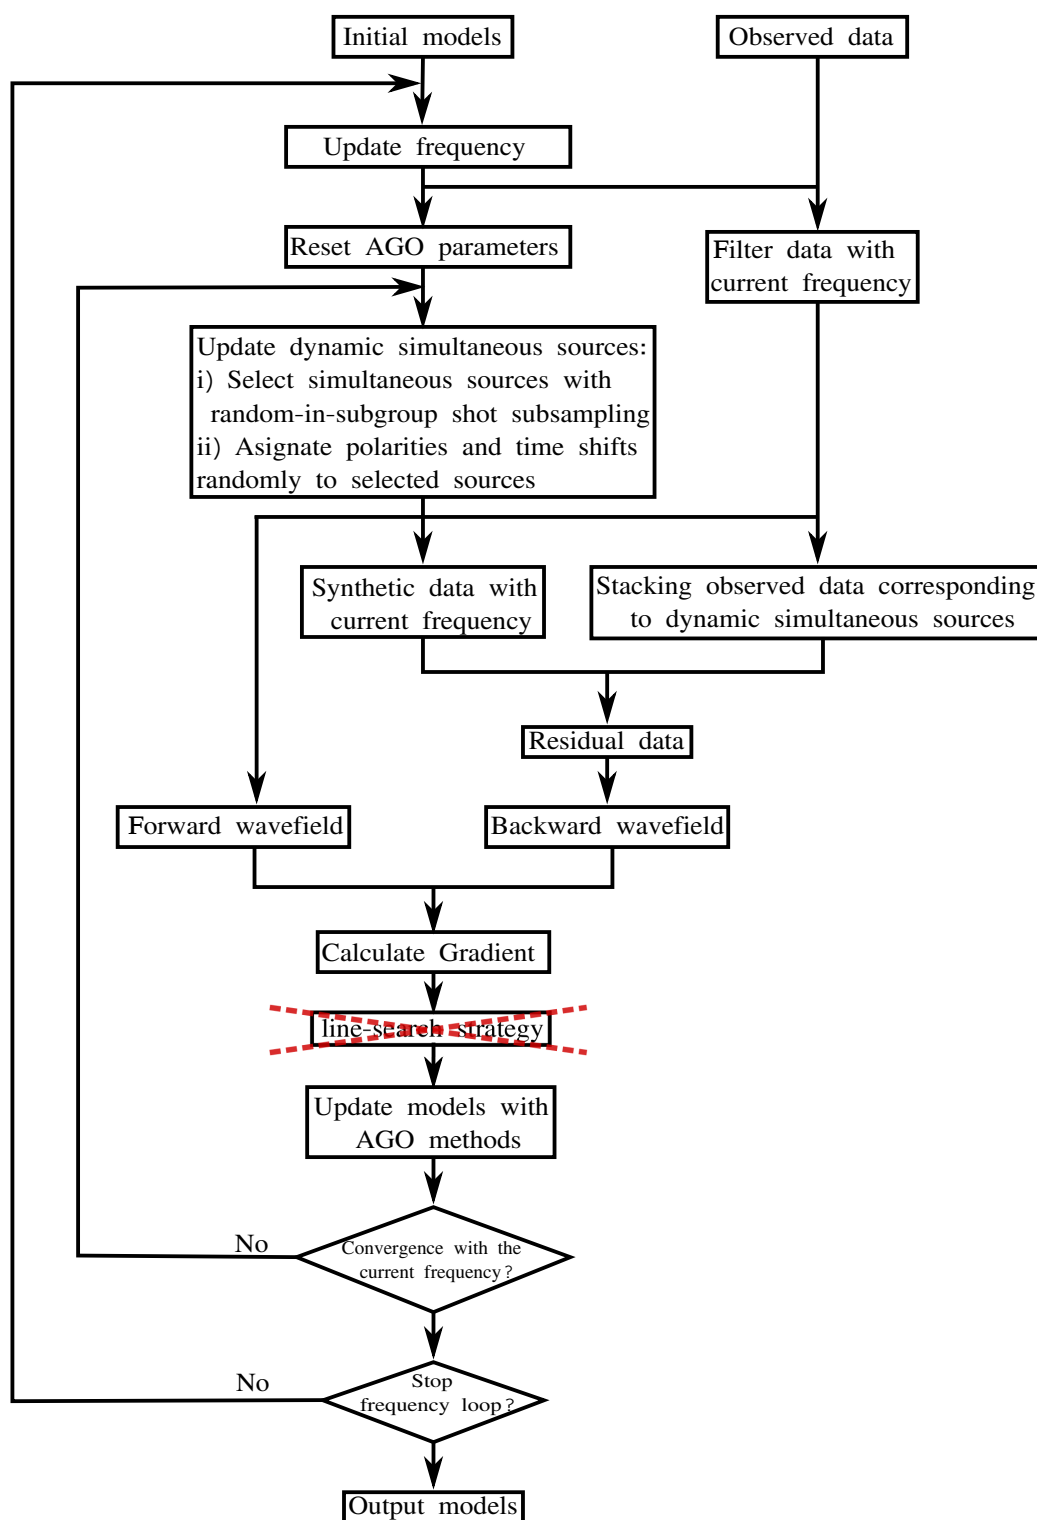 Initial models
Observed data
Update frequency
Reset AGO parameters
Filter data with
current frequency
Update dynamic simultaneous sources:
i) Select simultaneous sources with
random-in-subgroup shot subsampling
ii) Asignate polarities and time shifts
randomly to selected sources
Synthetic data with
current frequency
Stacking observed data corresponding
to dynamic simultaneous sources
Residual data
Forward wavefield
Backward wavefield
Calculate Gradient
line-search strategy
Update models with
AGO methods
No
Convergence with the
current frequency?
No
Stop
frequency loop?
Output models